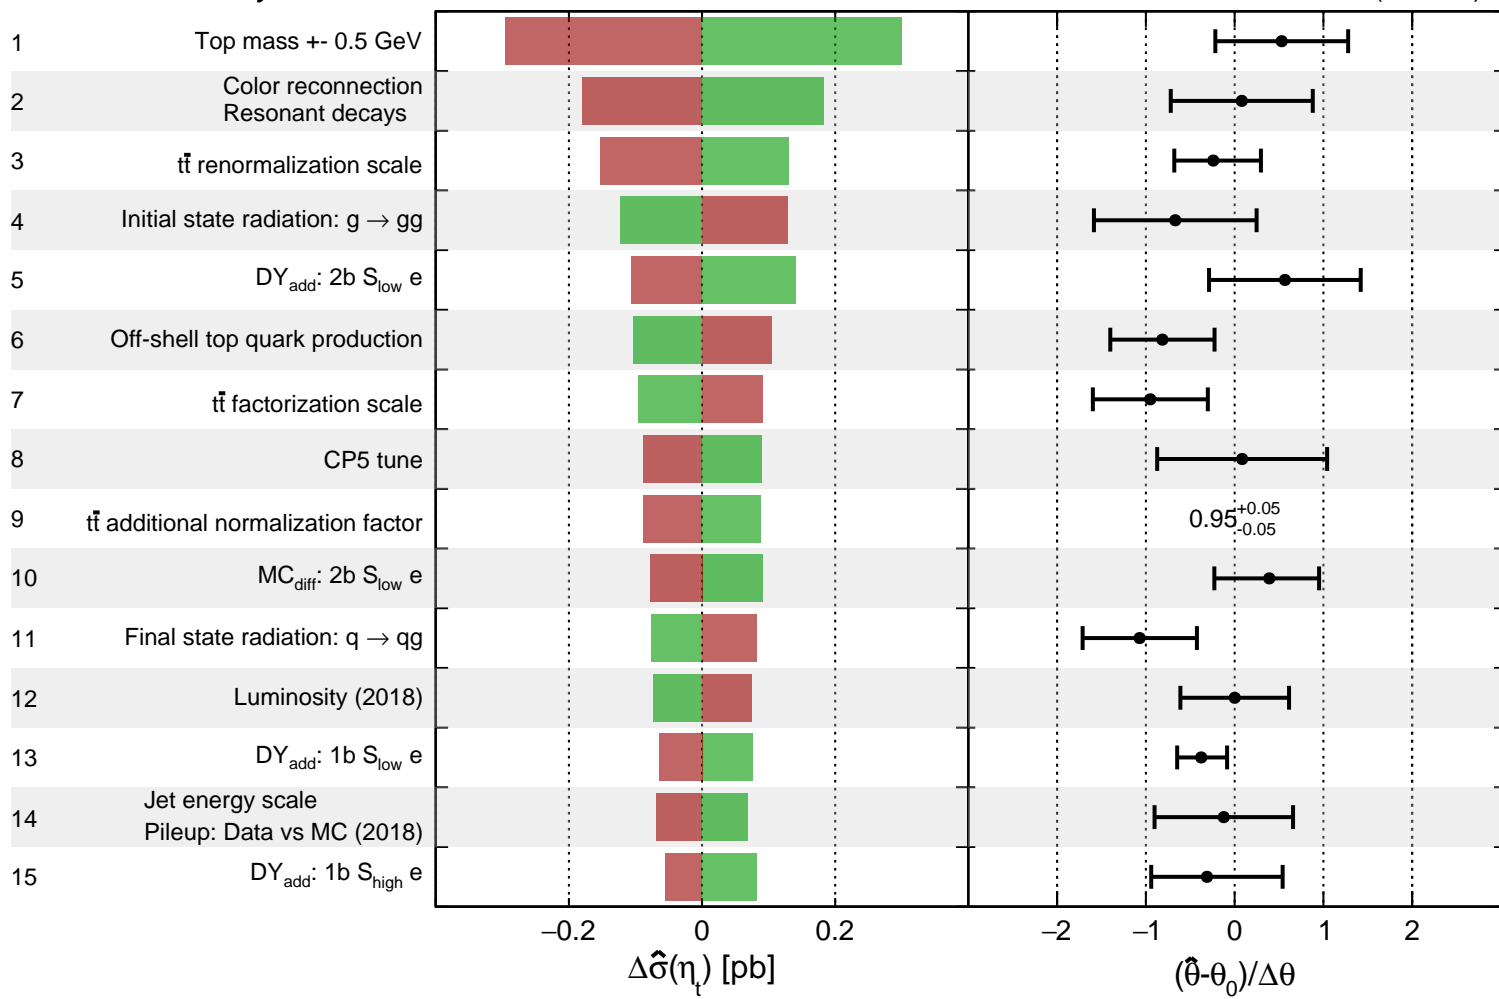 1 Top mass +- 0.5 GeV
2 Color reconnection
Resonant decays
3 tt̄ renormalization scale
4 Initial state radiation: g → gg
5 DY_add: 2b S_low e
6 Off-shell top quark production
7 tt̄ factorization scale
8 CP5 tune
9 tt̄ additional normalization factor 0.95 +0.05 -0.05
10 MC_diff: 2b S_low e
11 Final state radiation: q → qg
12 Luminosity (2018)
13 DY_add: 1b S_low e
14 Jet energy scale
Pileup: Data vs MC (2018)
15 DY_add: 1b S_high e
−0.2 0 0.2 −2 −1 0 1 2
Δσ̂(η_t) [pb] (θ̂-θ_0)/Δθ